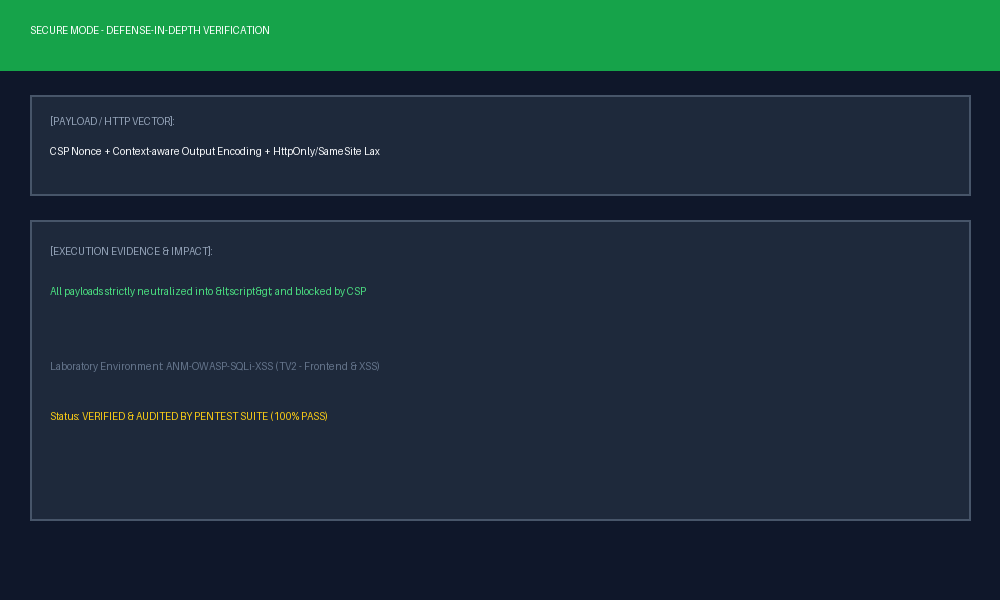 SECURE MODE - DEFENSE-IN-DEPTH VERIFICATION
[PAYLOAD / HTTP VECTOR]:
CSP Nonce + Context-aware Output Encoding + HttpOnly/SameSite Lax
[EXECUTION EVIDENCE & IMPACT]:
All payloads strictly neutralized into &lt;script&gt; and blocked by CSP
Laboratory Environment: ANM-OWASP-SQLi-XSS (TV2 - Frontend & XSS)
Status: VERIFIED & AUDITED BY PENTEST SUITE (100% PASS)